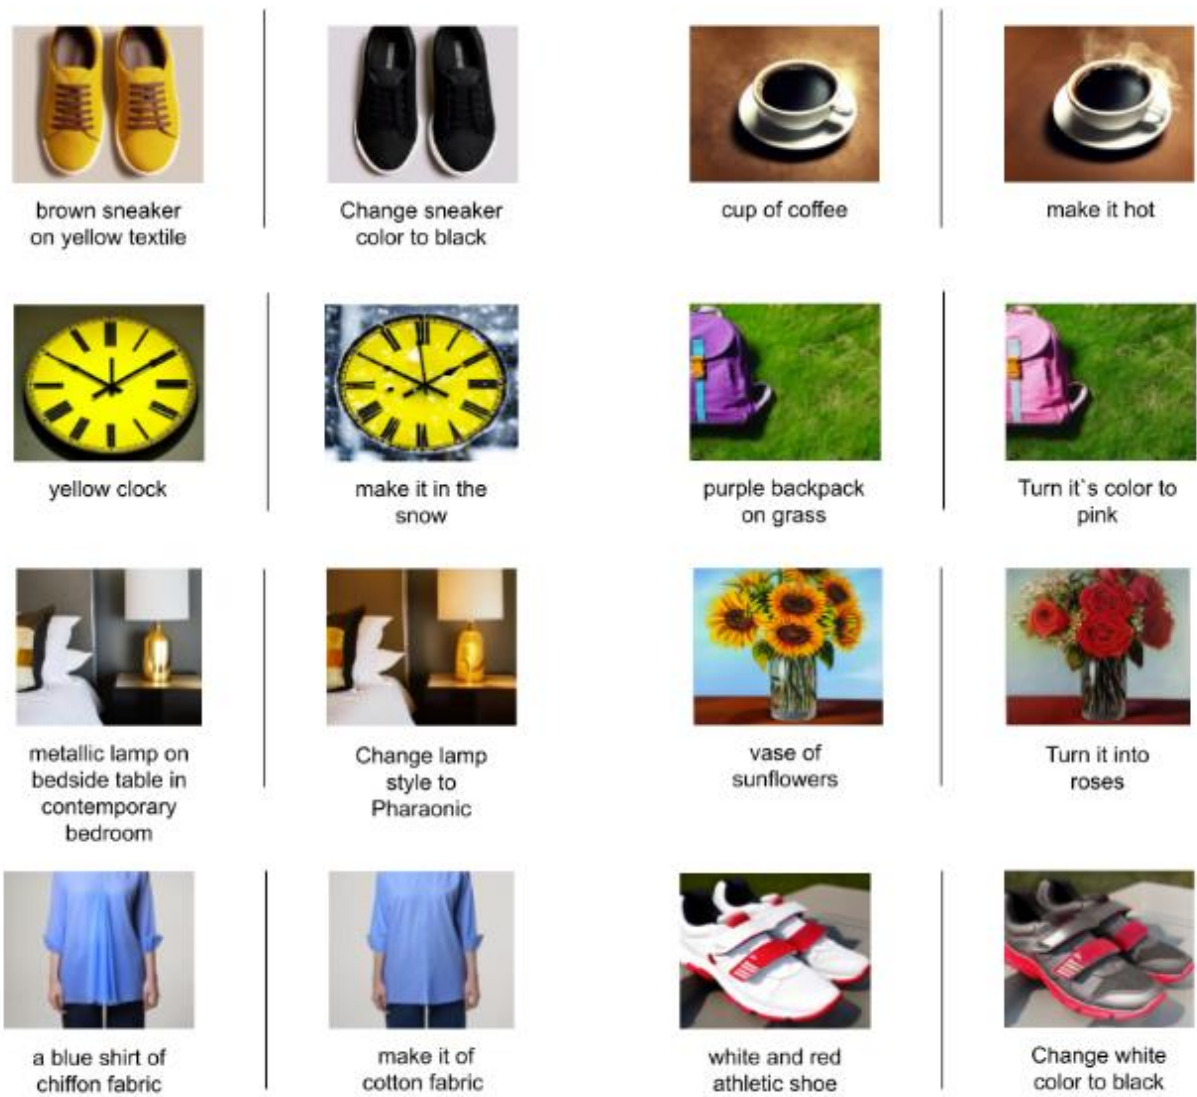 brown sneaker
on yellow textile
Change sneaker
color to black
cup of coffee
make it hot
yellow clock
make it in the
snow
purple backpack
on grass
Turn it`s color to
pink
metallic lamp on
bedside table in
contemporary
bedroom
Change lamp
style to
Pharaonic
vase of
sunflowers
Turn it into
roses
a blue shirt of
chiffon fabric
make it of
cotton fabric
white and red
athletic shoe
Change white
color to black